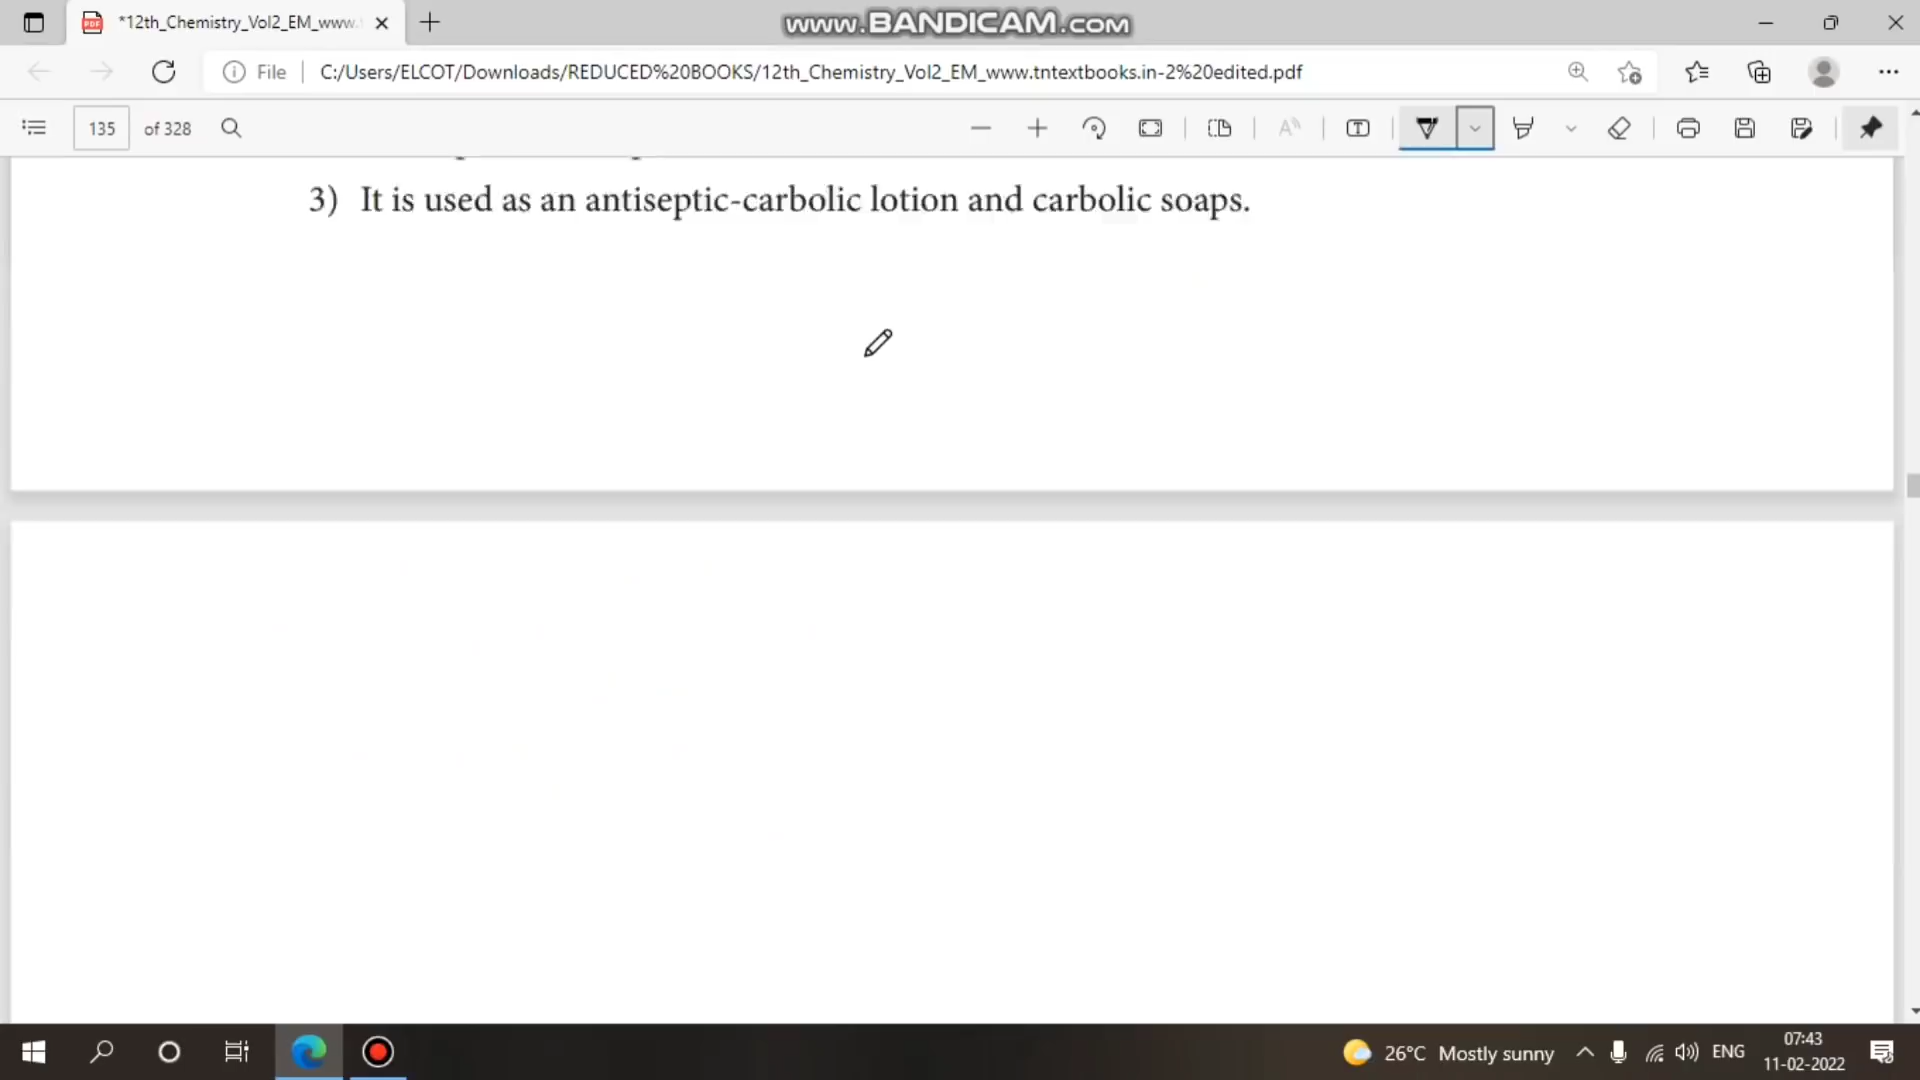 *12th_Chemistry_Vol2_EM_www.
www.BANDICAM.com
File
C:/Users/ELCOT/Downloads/REDUCED%20BOOKS/12th_Chemistry_Vol2_EM_www.tntextbooks.in-2%20edited.pdf
135 of 328
3) It is used as an antiseptic-carbolic lotion and carbolic soaps.
26°C Mostly sunny
ENG
07:43
11-02-2022